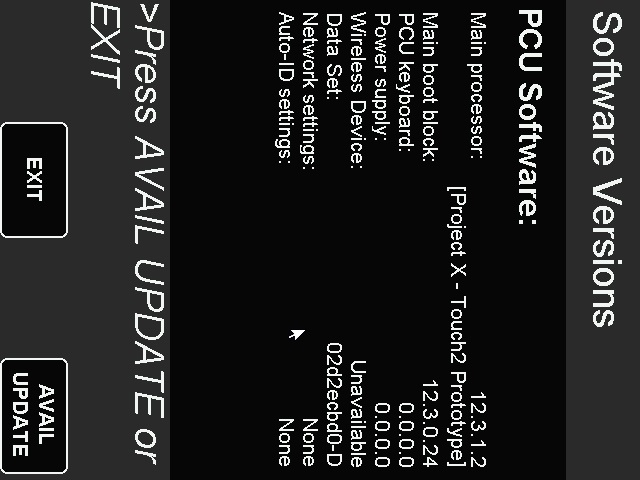 Software Versions
PCU Software:
Main processor: 12.3.1.2
[Project X - Touch2 Prototype]
Main boot block: 12.3.0.24
PCU keyboard: 0.0.0.0
Power supply: 0.0.0.0
Wireless Device: Unavailable
Data Set: 02d2ecbd0-D
Network settings: None
Auto-ID settings: None
>Press AVAIL UPDATE or
EXIT
EXIT
AVAIL
UPDATE